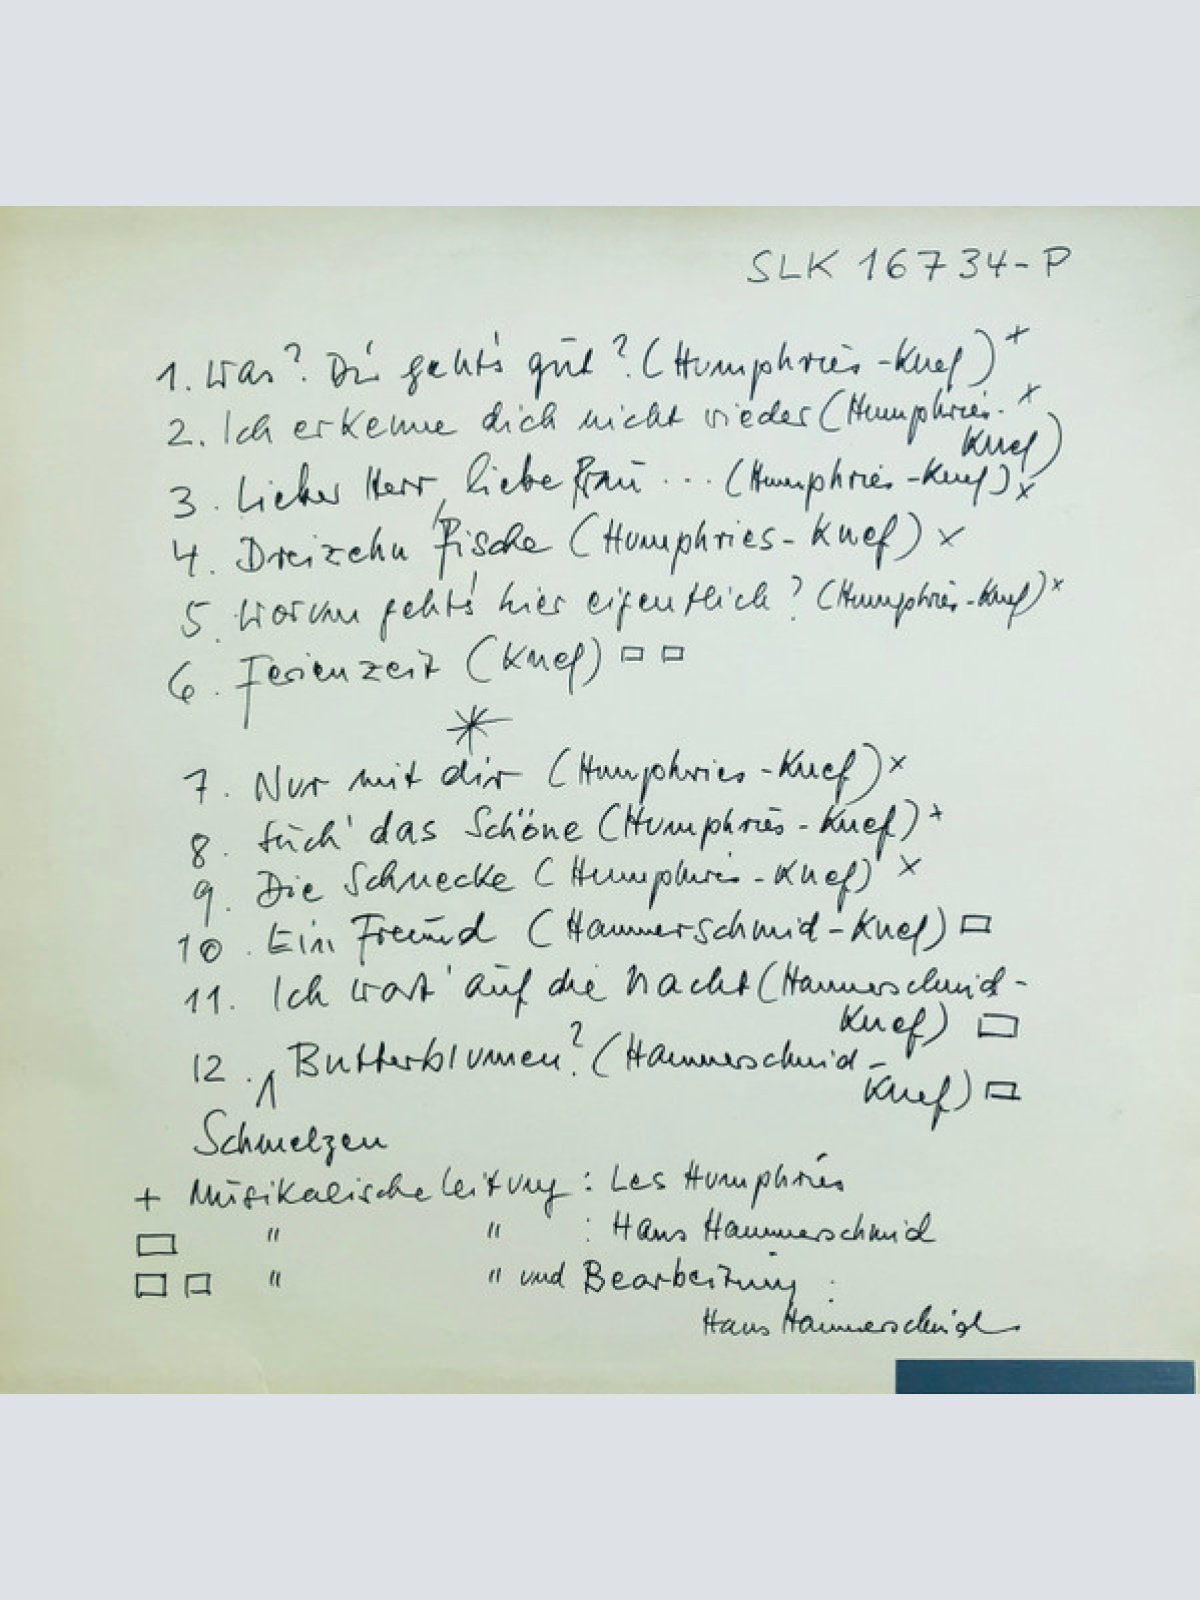 SLK 16734-P
1. Was? Dir geht's gut? (Humphries-Knef) +
2. Ich erkenne dich nicht wieder (Humphries- x
Knef)
3. Lieber Herr, liebe Frau... (Humphries-Knef) x
4. Dreizehn Fische (Humphries-Knef) x
5. Worum geht's hier eigentlich? (Humphries-Knef) x
6. Ferienzeit (Knef) □ □
*
7. Nur mit dir (Humphries-Knef) x
8. Such' das Schöne (Humphries-Knef) +
9. Die Schnecke (Humphries-Knef) x
10. Ein Freund (Hammerschmid-Knef) □
11. Ich wart' auf die Nacht (Hammerschmid-
Knef) □
12. Butterblumen? (Hammerschmid-
Knef) □
Schmelzen
+ Musikalische Leitung: Les Humphries
□ " " : Hans Hammerschmid
□ □ " " und Bearbeitung:
Hans Hammerschmid